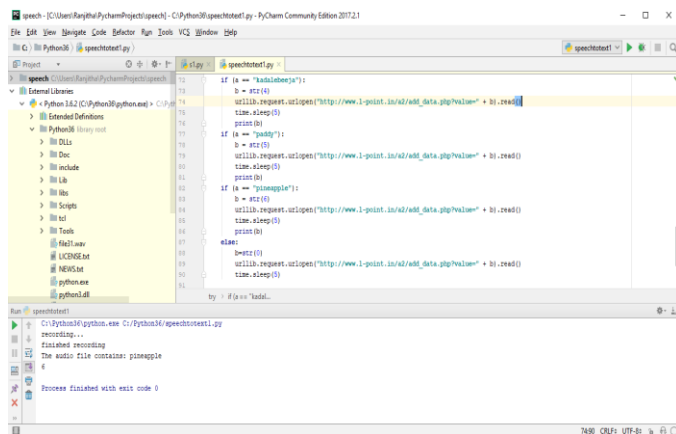 speech - [C:\Users\Ranjitha\PycharmProjects\speech] - C:\Python36\speechtotext1.py - PyCharm Community Edition 2017.2.1
File Edit View Navigate Code Refactor Run Tools VCS Window Help
C: Python36 speechtotext1.py speechtotext1
Project s1.py speechtotext1.py
speech C:\Users\Ranjitha\PycharmProjects\speech
External Libraries
< Python 3.6.2 (C:\Python36\python.exe) > C:\Pyth
Extended Definitions
Python36 library root
DLLs
Doc
include
Lib
libs
Scripts
tcl
Tools
file31.wav
LICENSE.txt
NEWS.txt
python.exe
python3.dll
72 if (a == "kadalebeeja"):
73 b = str(4)
74 urllib.request.urlopen("http://www.l-point.in/a2/add_data.php?value=" + b).read()
75 time.sleep(5)
76 print(b)
77 if (a == "paddy"):
78 b = str(5)
79 urllib.request.urlopen("http://www.l-point.in/a2/add_data.php?value=" + b).read()
80 time.sleep(5)
81 print(b)
82 if (a == "pineapple"):
83 b = str(6)
84 urllib.request.urlopen("http://www.l-point.in/a2/add_data.php?value=" + b).read()
85 time.sleep(5)
86 print(b)
87 else:
88 b=str(0)
89 urllib.request.urlopen("http://www.l-point.in/a2/add_data.php?value=" + b).read()
90 time.sleep(5)
91
try > if (a == "kadal...
Run speechtotext1
C:\Python36\python.exe C:/Python36/speechtotext1.py
recording...
finished recording
The audio file contains: pineapple
6
Process finished with exit code 0
74:90 CRLF: UTF-8: